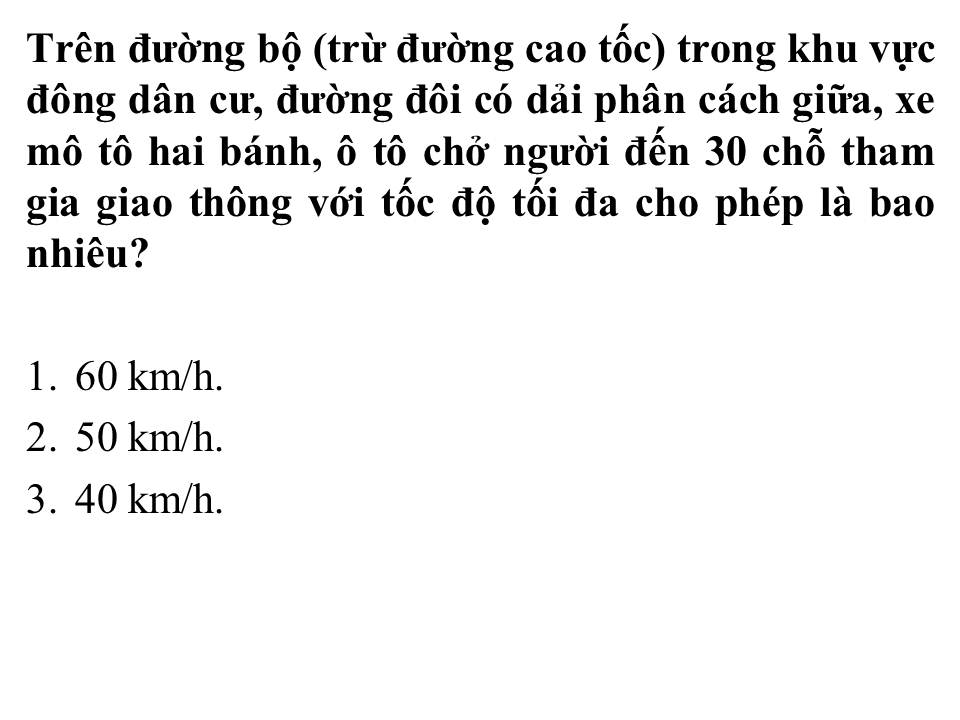 Trên đường bộ (trừ đường cao tốc) trong khu vực
đông dân cư, đường đôi có dải phân cách giữa, xe
mô tô hai bánh, ô tô chở người đến 30 chỗ tham
gia giao thông với tốc độ tối đa cho phép là bao
nhiêu?
1. 60 km/h.
2. 50 km/h.
3. 40 km/h.